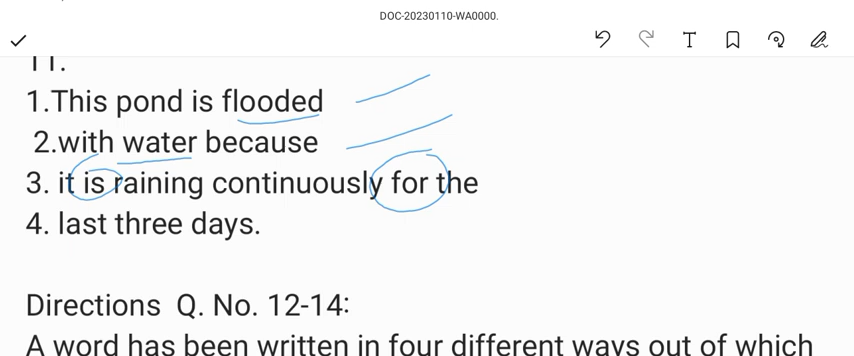 DOC-20230110-WA0000.
11.
1.This pond is flooded
2.with water because
3. it is raining continuously for the
4. last three days.
Directions Q. No. 12-14:
A word has been written in four different ways out of which